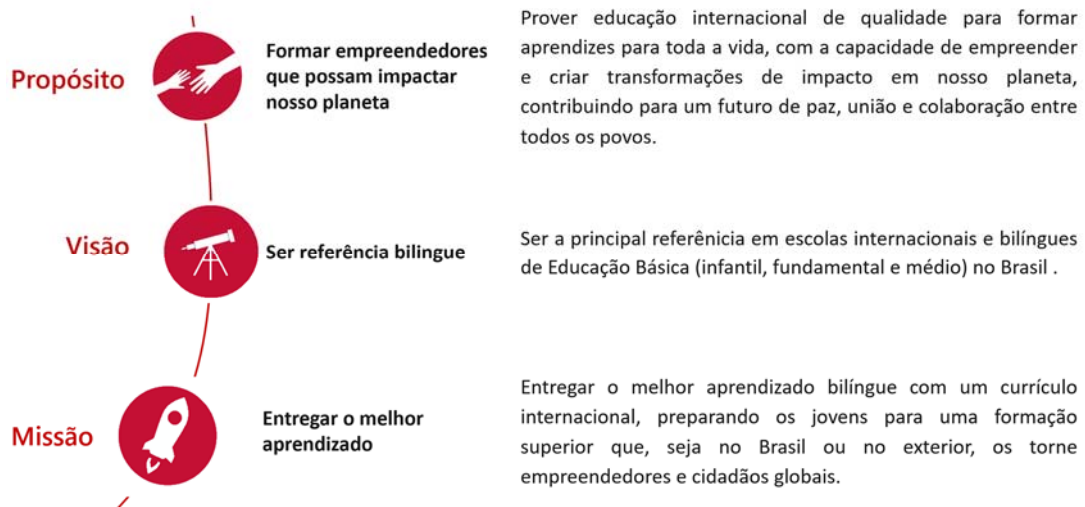 Propósito
Formar empreendedores
que possam impactar
nosso planeta
Prover educação internacional de qualidade para formar
aprendizes para toda a vida, com a capacidade de empreender
e criar transformações de impacto em nosso planeta,
contribuindo para um futuro de paz, união e colaboração entre
todos os povos.
Visão
Ser referência bilingue
Ser a principal referênicia em escolas internacionais e bilíngues
de Educação Básica (infantil, fundamental e médio) no Brasil .
Missão
Entregar o melhor
aprendizado
Entregar o melhor aprendizado bilíngue com um currículo
internacional, preparando os jovens para uma formação
superior que, seja no Brasil ou no exterior, os torne
empreendedores e cidadãos globais.